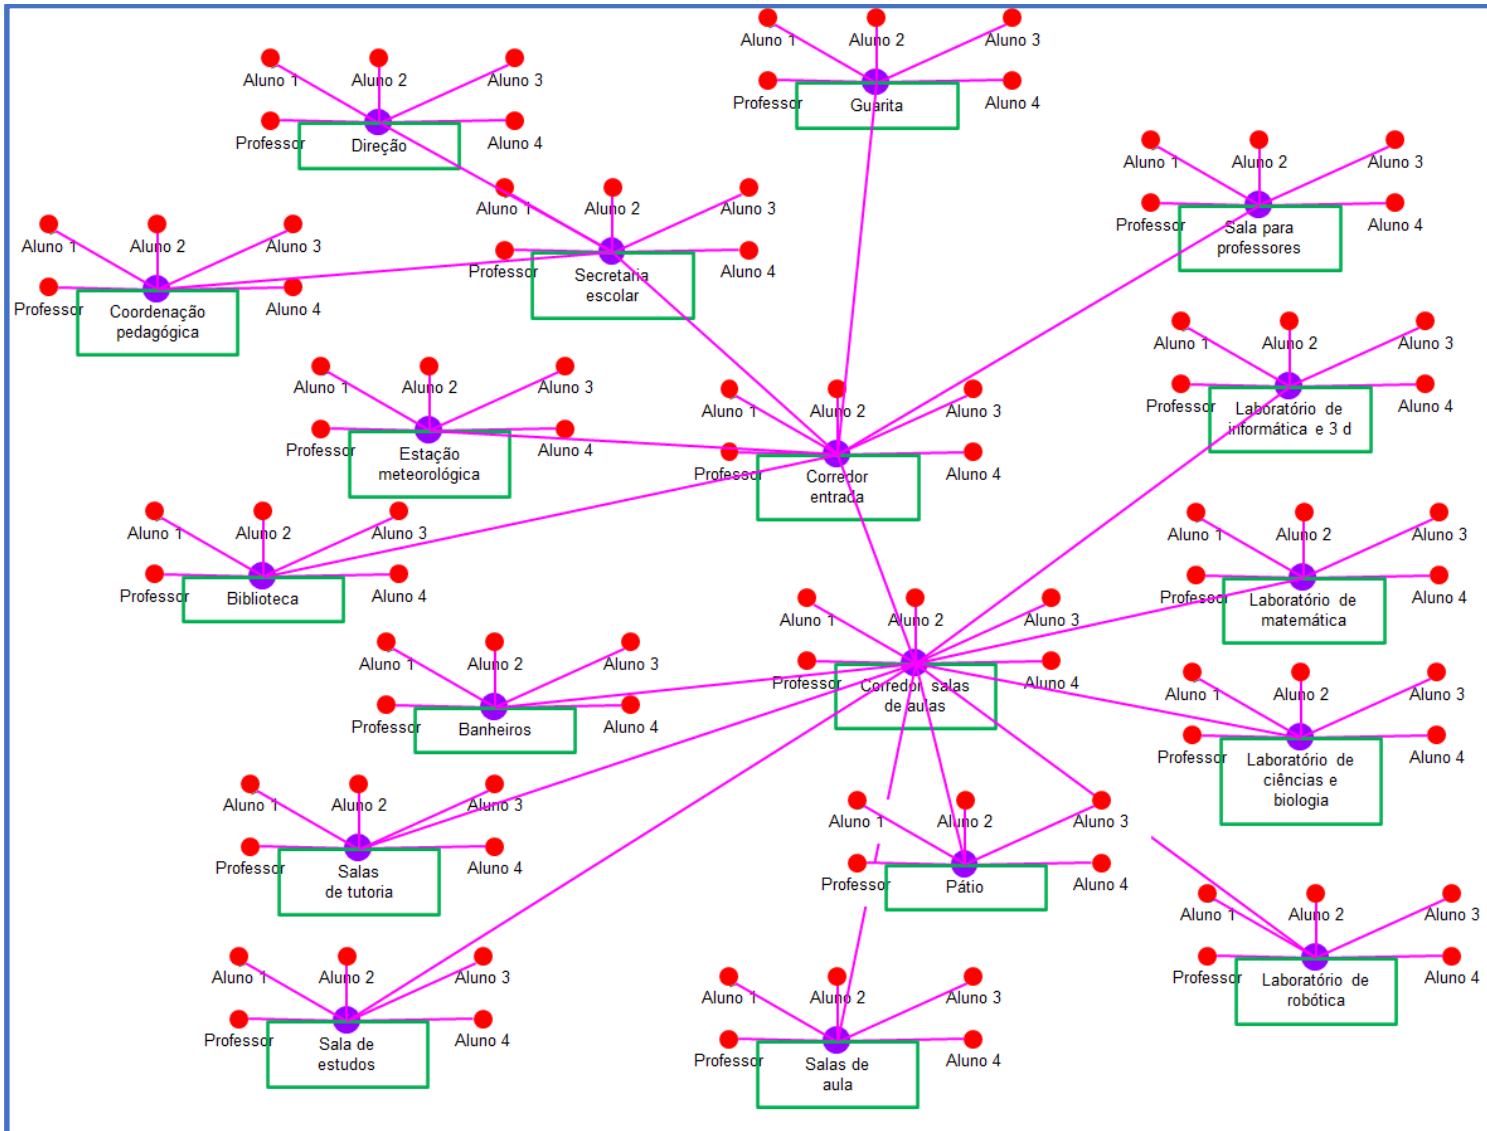 Aluno 1
Aluno 2
Aluno 3
Professor
Guarita
Aluno 4
Aluno 1
Aluno 2
Aluno 3
Professor
Direção
Aluno 4
Aluno 1
Aluno 2
Aluno 3
Professor
Sala para
professores
Aluno 4
Aluno 1
Aluno 2
Aluno 3
Professor
Secretaria
escolar
Aluno 4
Aluno 1
Aluno 2
Aluno 3
Professor
Coordenação
pedagógica
Aluno 4
Aluno 1
Aluno 2
Aluno 3
Professor
Laboratório de
informática e 3 d
Aluno 4
Aluno 1
Aluno 2
Aluno 3
Professor
Estação
meteorológica
Aluno 4
Aluno 1
Aluno 2
Aluno 3
Professor
Corredor
entrada
Aluno 4
Aluno 1
Aluno 2
Aluno 3
Professor
Biblioteca
Aluno 4
Aluno 1
Aluno 2
Aluno 3
Professor
Laboratório de
matemática
Aluno 4
Aluno 1
Aluno 2
Aluno 3
Professor
Corredor salas
de aulas
Aluno 4
Aluno 1
Aluno 2
Aluno 3
Professor
Banheiros
Aluno 4
Aluno 1
Aluno 2
Aluno 3
Professor
Laboratório de
ciências e
biologia
Aluno 4
Aluno 1
Aluno 2
Aluno 3
Professor
Salas
de tutoria
Aluno 4
Aluno 1
Aluno 2
Aluno 3
Professor
Pátio
Aluno 4
Aluno 1
Aluno 2
Aluno 3
Professor
Laboratório de
robótica
Aluno 4
Aluno 1
Aluno 2
Aluno 3
Professor
Sala de
estudos
Aluno 4
Aluno 1
Aluno 2
Aluno 3
Professor
Salas de
aula
Aluno 4